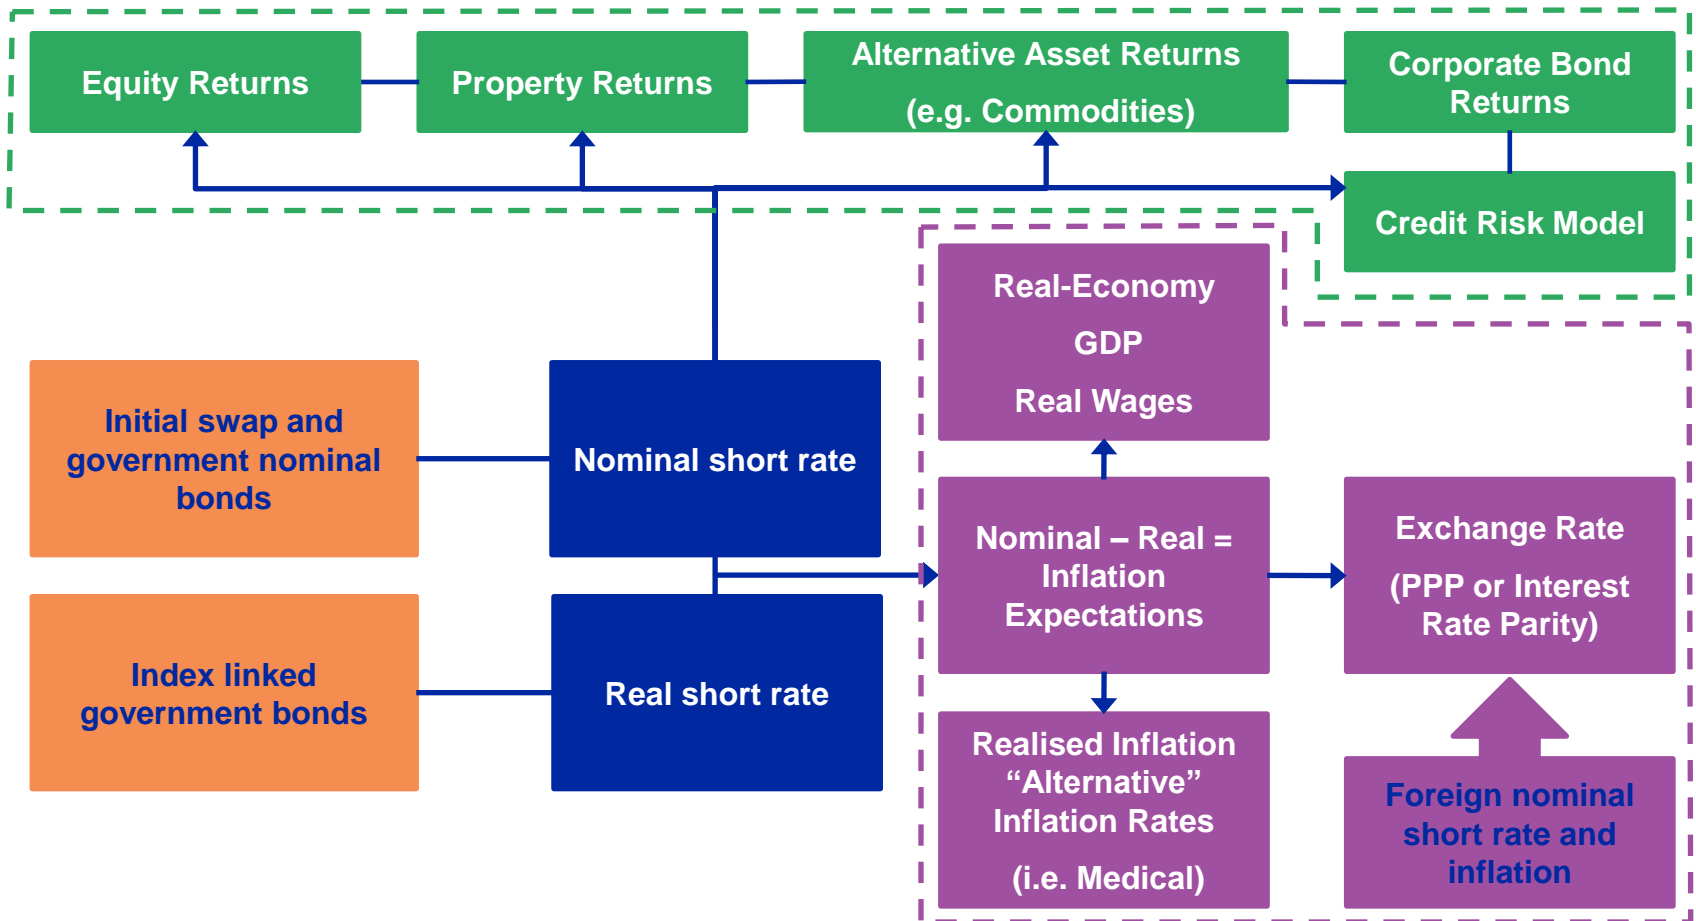 Equity Returns
Property Returns
Alternative Asset Returns
(e.g. Commodities)
Corporate Bond
Returns
Credit Risk Model
Real-Economy
GDP
Real Wages
Initial swap and
government nominal
bonds
Nominal short rate
Nominal – Real =
Inflation
Expectations
Exchange Rate
(PPP or Interest
Rate Parity)
Index linked
government bonds
Real short rate
Realised Inflation
“Alternative”
Inflation Rates
(i.e. Medical)
Foreign nominal
short rate and
inflation